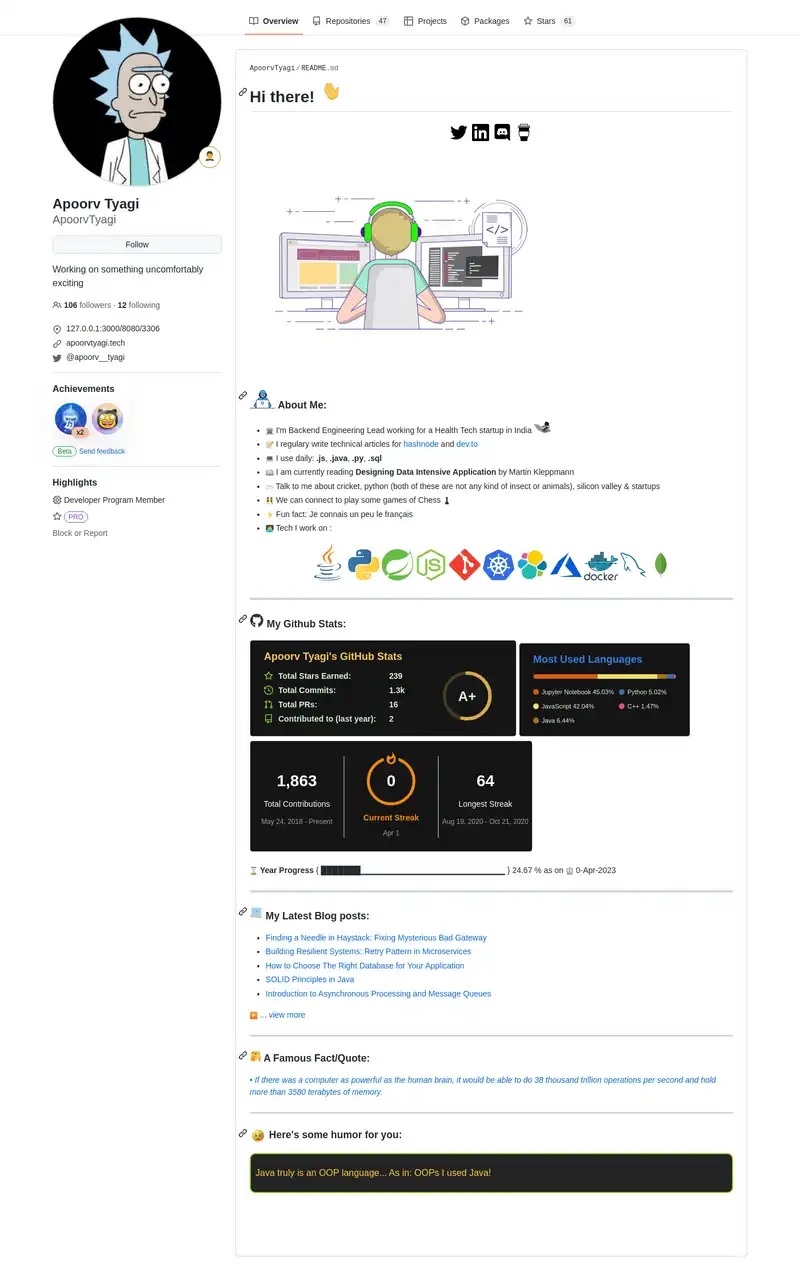 Overview Repositories 47 Projects Packages Stars 61
Apoorv Tyagi
ApoorvTyagi
Follow
Working on something uncomfortably
exciting
106 followers · 12 following
127.0.0.1:3000/8080/3306
apoorvtyagi.tech
@apoorv__tyagi
Achievements
x2
Beta Send feedback
Highlights
Developer Program Member
PRO
Block or Report
ApoorvTyagi / README.md
Hi there!
</>
About Me:
I'm Backend Engineering Lead working for a Health Tech startup in India
I regulary write technical articles for hashnode and dev.to
I use daily: .js, .java, .py, .sql
I am currently reading Designing Data Intensive Application by Martin Kleppmann
Talk to me about cricket, python (both of these are not any kind of insect or animals), silicon valley & startups
We can connect to play some games of Chess
Fun fact: Je connais un peu le français
Tech I work on :
JS
docker
My Github Stats:
Apoorv Tyagi's GitHub Stats
Total Stars Earned: 239
Total Commits: 1.3k
Total PRs: 16
Contributed to (last year): 2
A+
Most Used Languages
Jupyter Notebook 45.03% Python 5.02%
JavaScript 42.04% C++ 1.47%
Java 6.44%
1,863
Total Contributions
May 24, 2018 - Present
0
Current Streak
Apr 1
64
Longest Streak
Aug 19, 2020 - Oct 21, 2020
Year Progress { } 24.67 % as on 0-Apr-2023
My Latest Blog posts:
Finding a Needle in Haystack: Fixing Mysterious Bad Gateway
Building Resilient Systems: Retry Pattern in Microservices
How to Choose The Right Database for Your Application
SOLID Principles in Java
Introduction to Asynchronous Processing and Message Queues
... view more
A Famous Fact/Quote:
• If there was a computer as powerful as the human brain, it would be able to do 38 thousand trillion operations per second and hold
more than 3580 terabytes of memory.
Here's some humor for you:
Java truly is an OOP language... As in: OOPs I used Java!